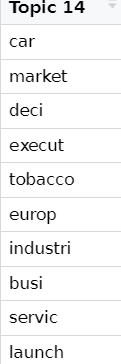 Topic 14
car
market
deci
execut
tobacco
europ
industri
busi
servic
launch